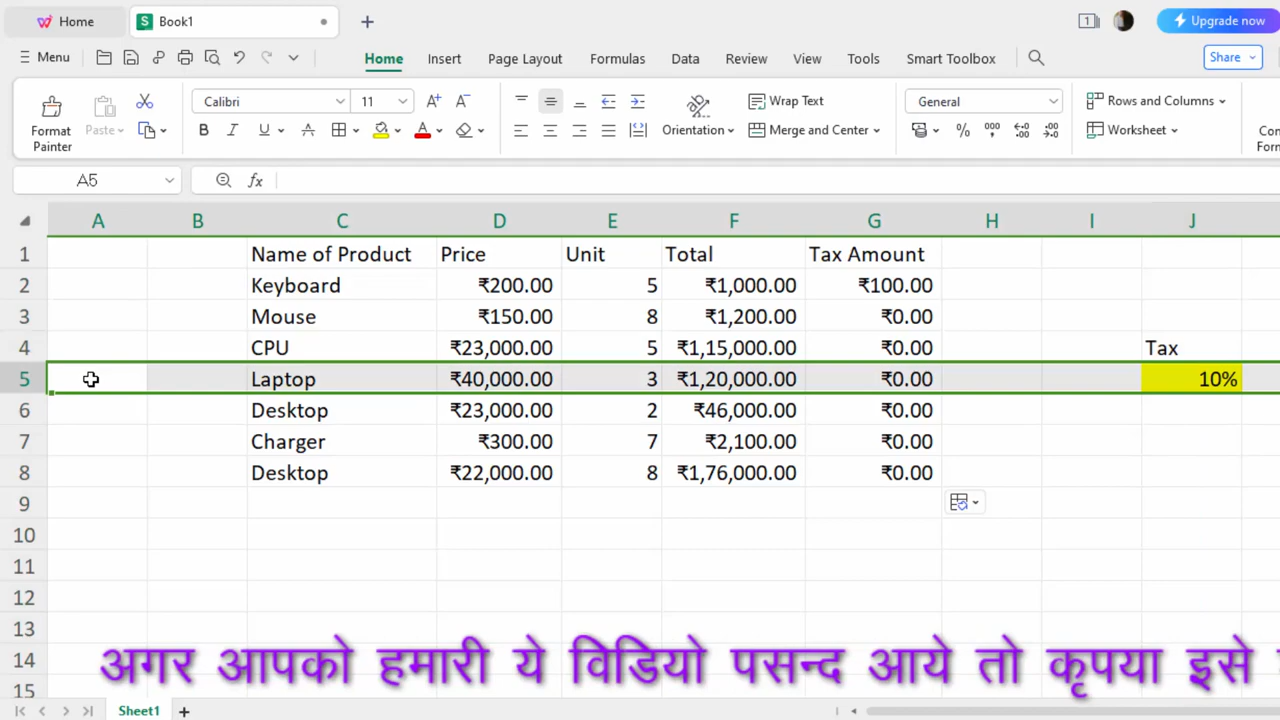 Home Book1 1 Upgrade now
Menu Home Insert Page Layout Formulas Data Review View Tools Smart Toolbox Share
Format Painter Paste Calibri 11 Wrap Text General Rows and Columns
B I U A A Orientation Merge and Center % 000 Worksheet
A5 fx
A B C D E F G H I J
1 Name of Product Price Unit Total Tax Amount
2 Keyboard ₹200.00 5 ₹1,000.00 ₹100.00
3 Mouse ₹150.00 8 ₹1,200.00 ₹0.00
4 CPU ₹23,000.00 5 ₹1,15,000.00 ₹0.00 Tax
5 Laptop ₹40,000.00 3 ₹1,20,000.00 ₹0.00 10%
6 Desktop ₹23,000.00 2 ₹46,000.00 ₹0.00
7 Charger ₹300.00 7 ₹2,100.00 ₹0.00
8 Desktop ₹22,000.00 8 ₹1,76,000.00 ₹0.00
9
10
11
12
13
14 अगर आपको हमारी ये विडियो पसन्द आये तो कृपया इसे
15
Sheet1